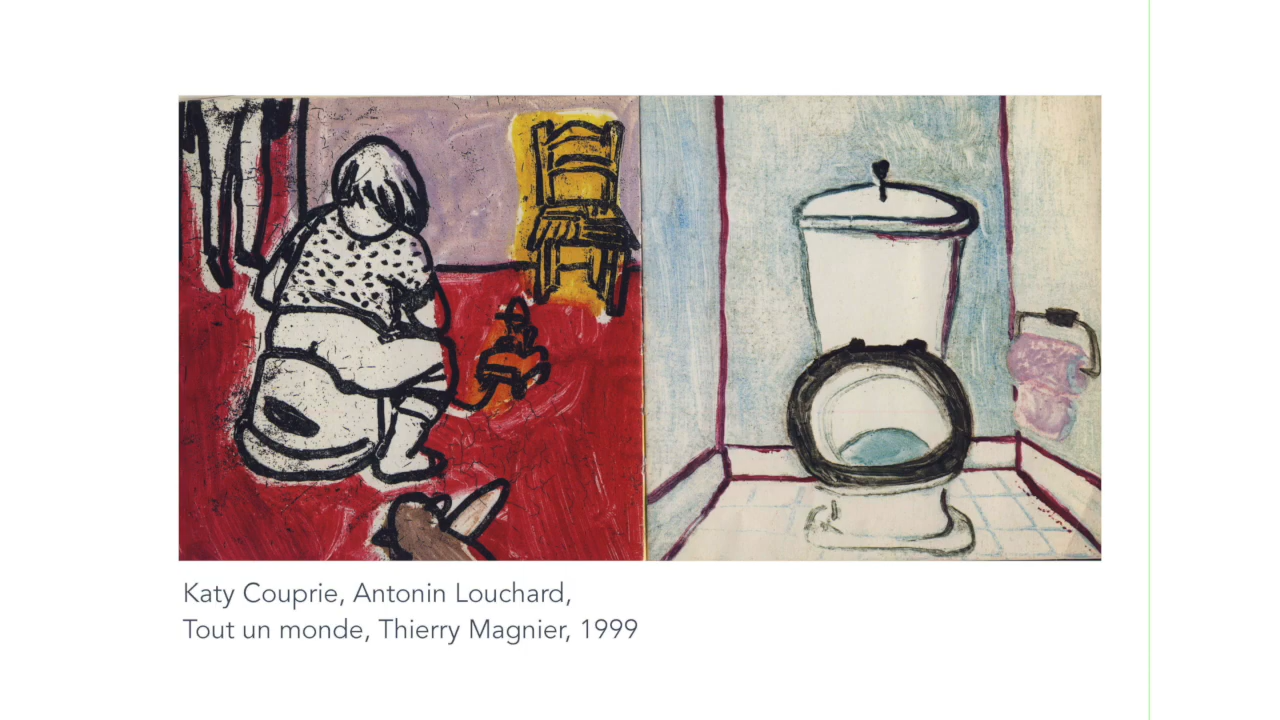 Katy Couprie, Antonin Louchard,
Tout un monde, Thierry Magnier, 1999